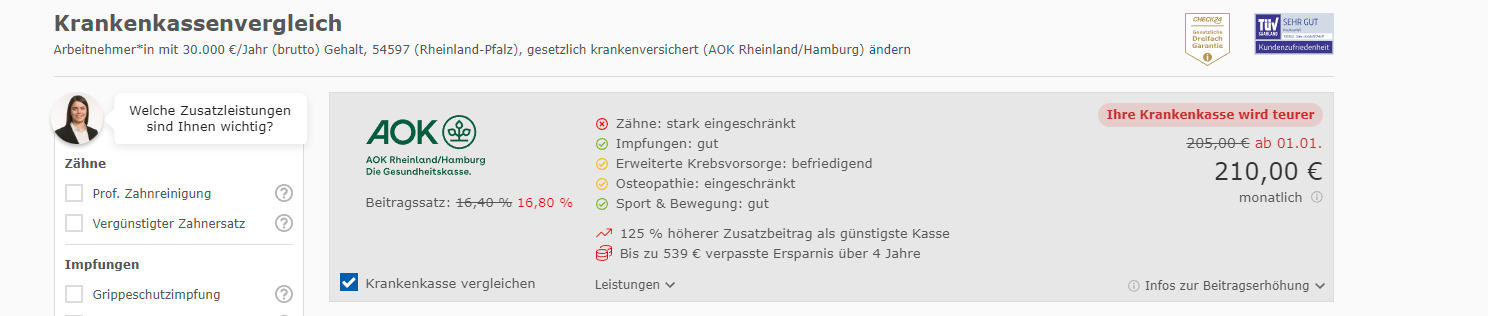 Krankenkassenvergleich
Arbeitnehmer*in mit 30.000 €/Jahr (brutto) Gehalt, 54597 (Rheinland-Pfalz), gesetzlich krankenversichert (AOK Rheinland/Hamburg) ändern
CHECK24
Gesetzliche
Dreifach
Garantie
TÜV
SAARLAND
SEHR GUT
Kundenzufriedenheit
Welche Zusatzleistungen
sind Ihnen wichtig?
Zähne
Prof. Zahnreinigung
Vergünstigter Zahnersatz
Impfungen
Grippeschutzimpfung
AOK
AOK Rheinland/Hamburg
Die Gesundheitskasse.
Beitragssatz: 16,40 % 16,80 %
Krankenkasse vergleichen
Zähne: stark eingeschränkt
Impfungen: gut
Erweiterte Krebsvorsorge: befriedigend
Osteopathie: eingeschränkt
Sport & Bewegung: gut
125 % höherer Zusatzbeitrag als günstigste Kasse
Bis zu 539 € verpasste Ersparnis über 4 Jahre
Leistungen
Ihre Krankenkasse wird teurer
205,00 € ab 01.01.
210,00 €
monatlich
Infos zur Beitragserhöhung